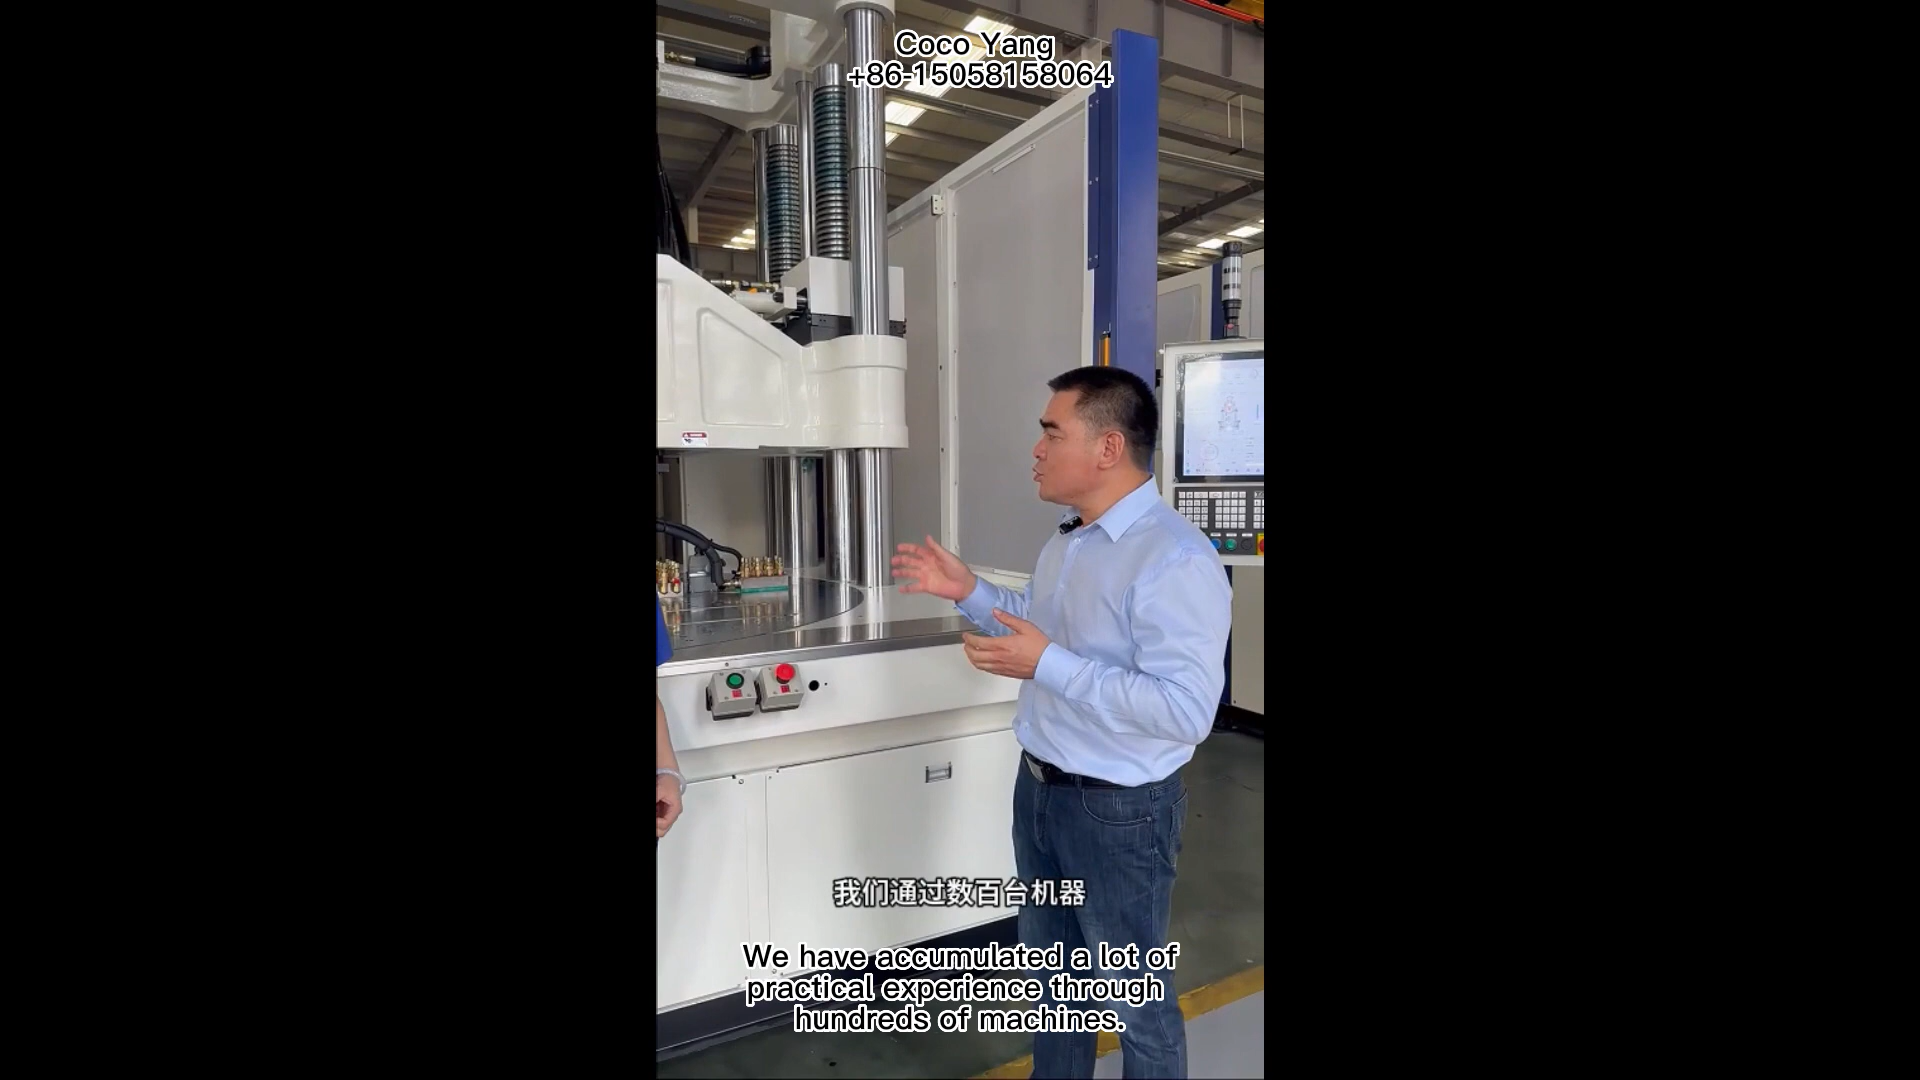 Coco Yang
+86-15058158064
我们通过数百台机器
We have accumulated a lot of
practical experience through
hundreds of machines.